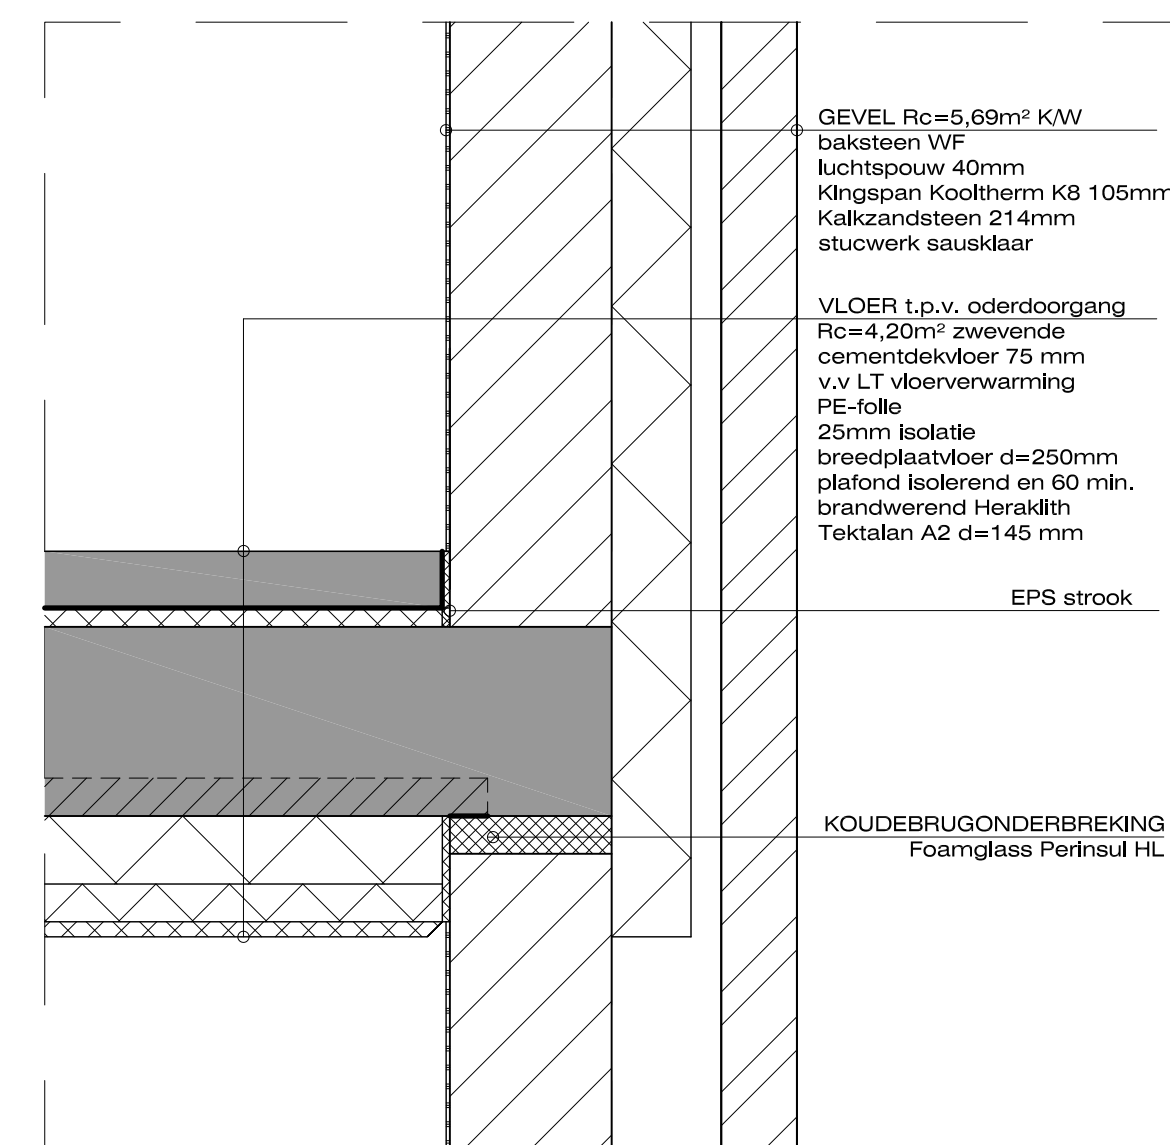 GEVEL Rc=5,69m² K/W
baksteen WF
luchtspouw 40mm
KIngspan Kooltherm K8 105mm
Kalkzandsteen 214mm
stucwerk sausklaar
VLOER t.p.v. oderdoorgang
Rc=4,20m² zwevende
cementdekvloer 75 mm
v.v LT vloerverwarming
PE-folle
25mm isolatie
breedplaatvloer d=250mm
plafond isolerend en 60 min.
brandwerend Heraklith
Tektalan A2 d=145 mm
EPS strook
KOUDEBRUGONDERBREKING
Foamglass Perinsul HL